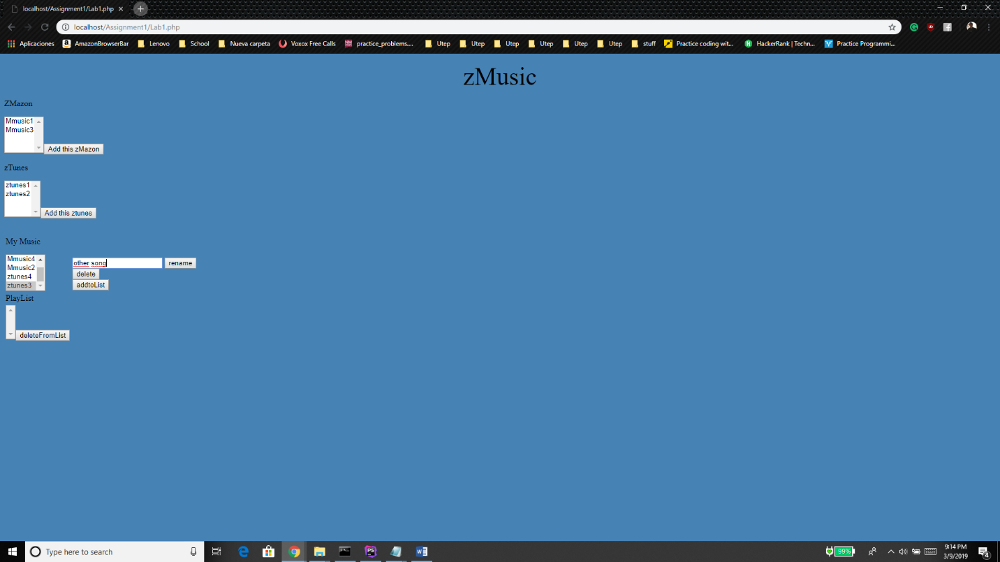 localhost/Assignment1/Lab1.php
localhost/Assignment1/Lab1.php
Aplicaciones AmazonBrowserBar Lenovo School Nueva carpeta Voxox Free Calls practice_problems.... Utep Utep Utep Utep Utep Utep stuff Practice coding wit... HackerRank | Techn... Practice Programmi...
zMusic
ZMazon
Mmusic1
Mmusic3
Add this zMazon
zTunes
ztunes1
ztunes2
Add this ztunes
My Music
Mmusic4
Mmusic2
ztunes4
ztunes3
other song rename
delete
addtoList
PlayList
deleteFromList
Type here to search
PS
W
99%
9:14 PM
3/9/2019
4